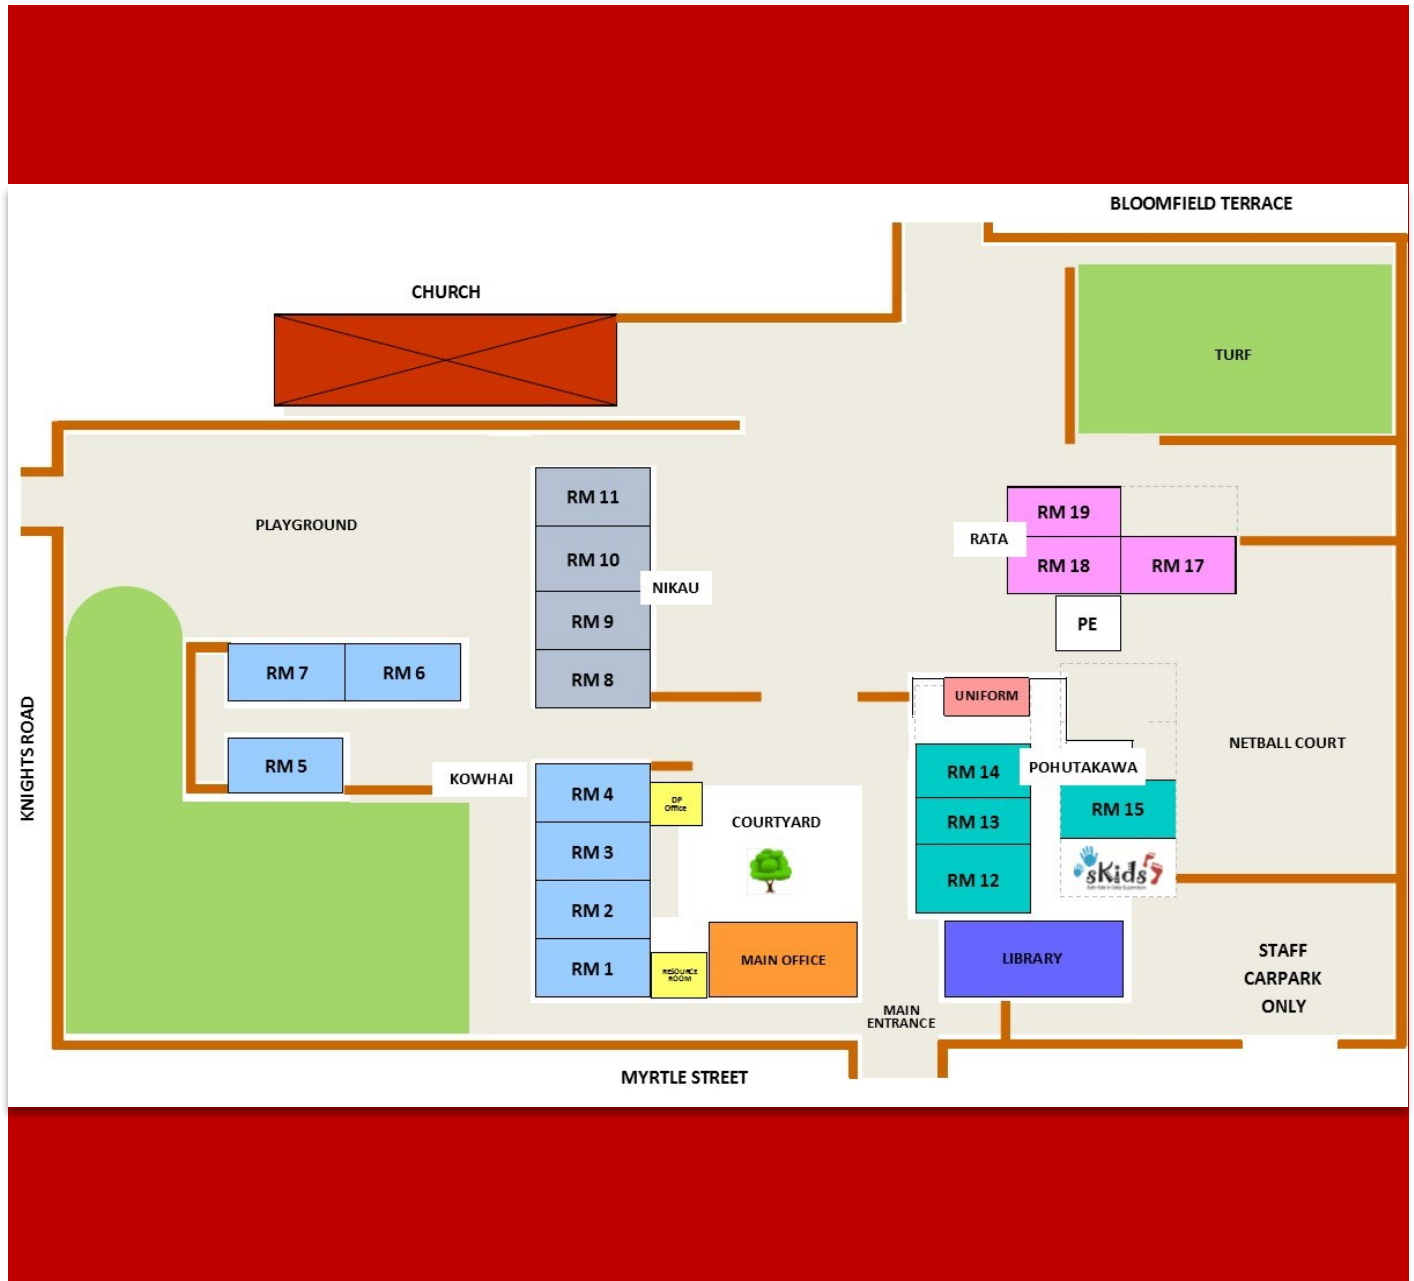 BLOOMFIELD TERRACE
CHURCH
TURF
RM 11
PLAYGROUND
RM 19
RATA
RM 10
RM 18
RM 17
NIKAU
RM 9
PE
RM 8
RM 7
RM 6
UNIFORM
KNIGHTS ROAD
NETBALL COURT
RM 5
KOWHAI
POHUTAKAWA
RM 14
RM 4
DP
Office
RM 15
COURTYARD
RM 13
RM 3
sKids
RM 12
RM 2
STAFF
CARPARK
ONLY
LIBRARY
MAIN OFFICE
RM 1
RESOURCE
ROOM
MAIN
ENTRANCE
MYRTLE STREET